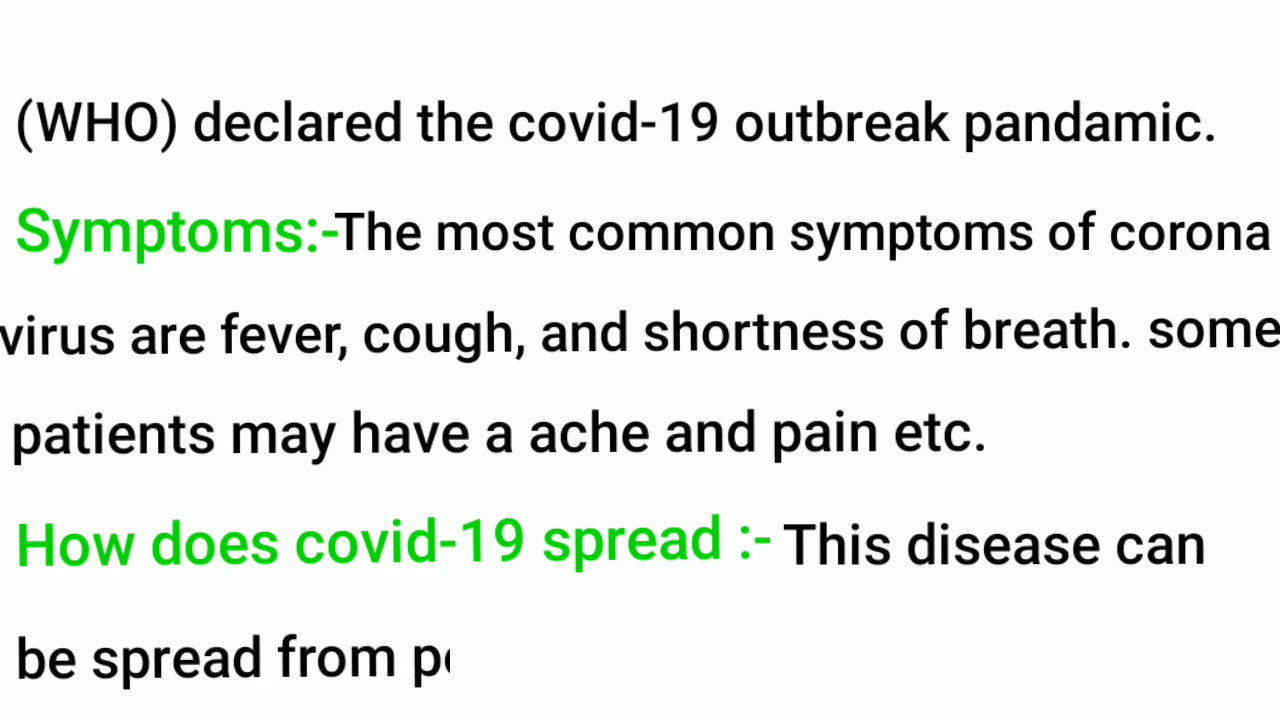 (WHO) declared the covid-19 outbreak pandamic.
Symptoms:-The most common symptoms of corona
virus are fever, cough, and shortness of breath. some
patients may have a ache and pain etc.
How does covid-19 spread :- This disease can
be spread from